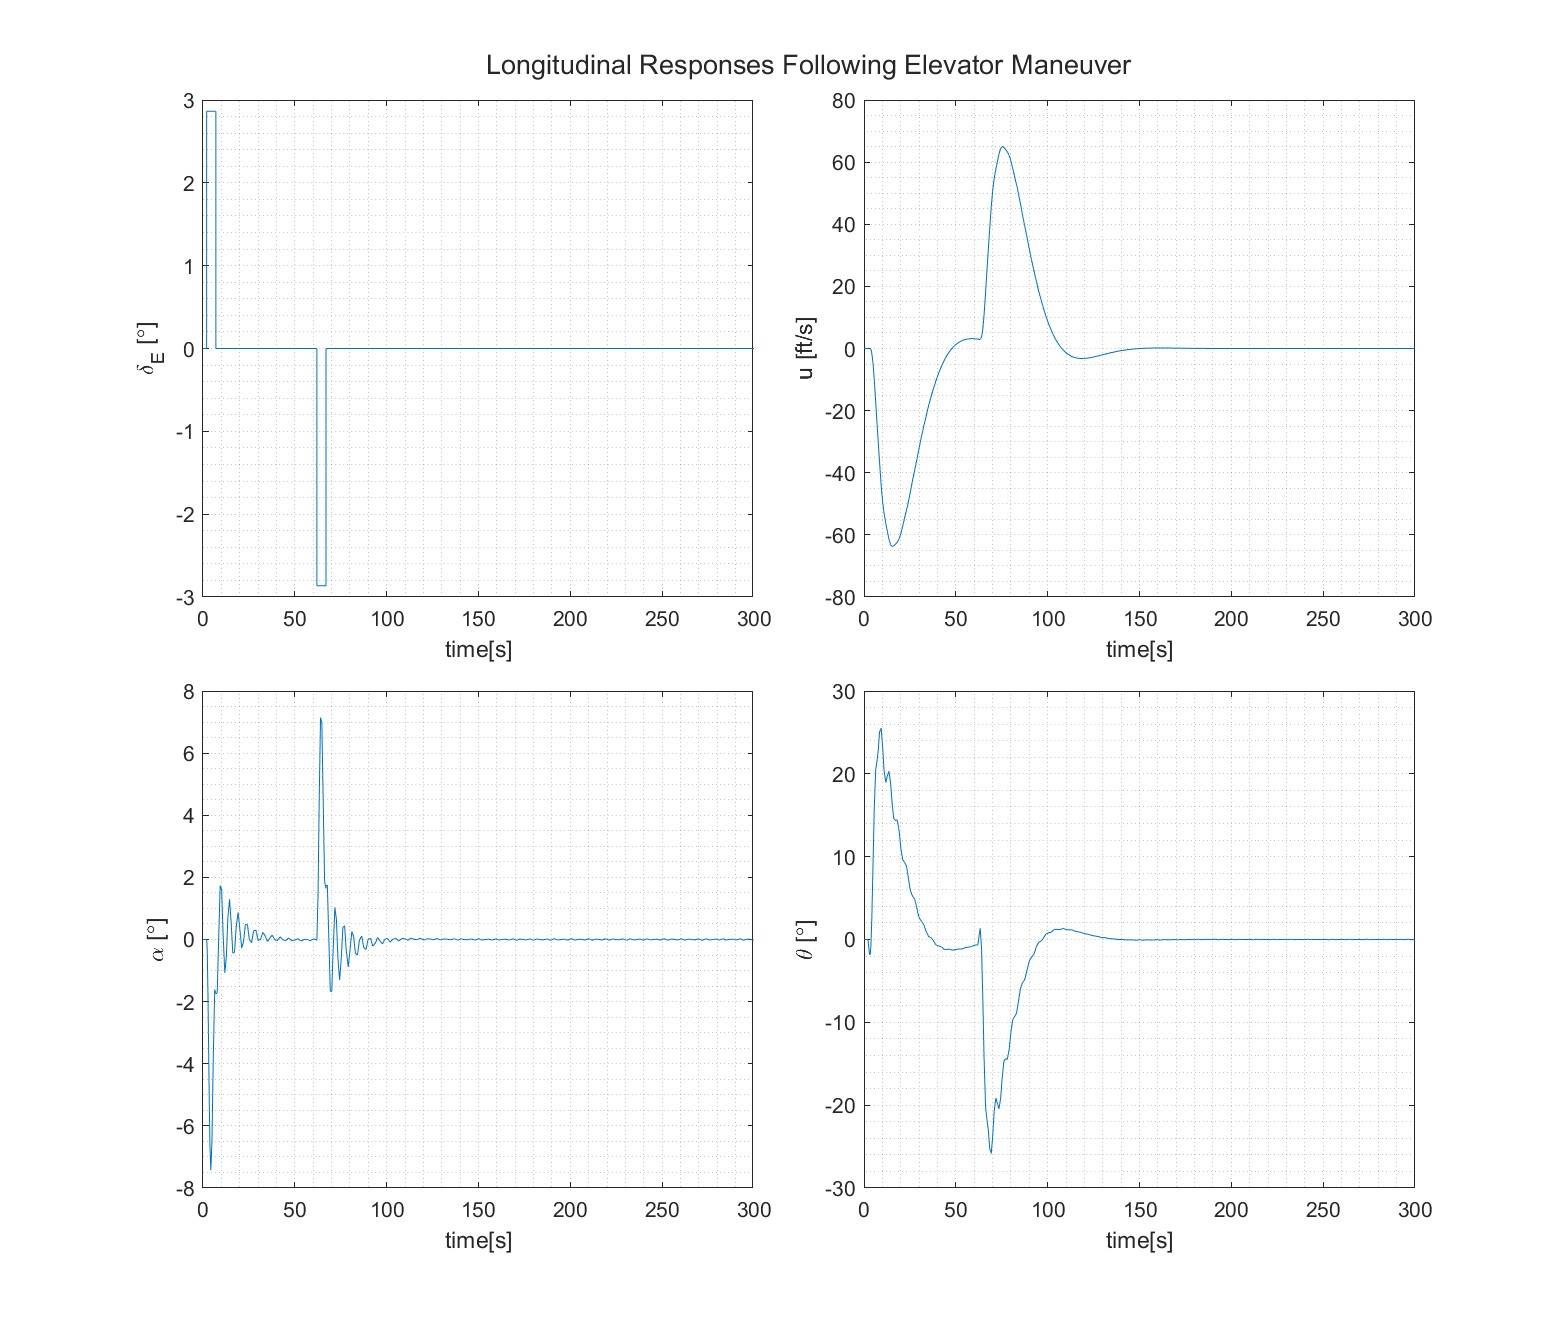 Longitudinal Responses Following Elevator Maneuver
3
2
1
0
-1
-2
-3
δE [°]
0 50 100 150 200 250 300
time[s]
80
60
40
20
0
-20
-40
-60
-80
u [ft/s]
0 50 100 150 200 250 300
time[s]
8
6
4
2
0
-2
-4
-6
-8
α [°]
0 50 100 150 200 250 300
time[s]
30
20
10
0
-10
-20
-30
θ [°]
0 50 100 150 200 250 300
time[s]